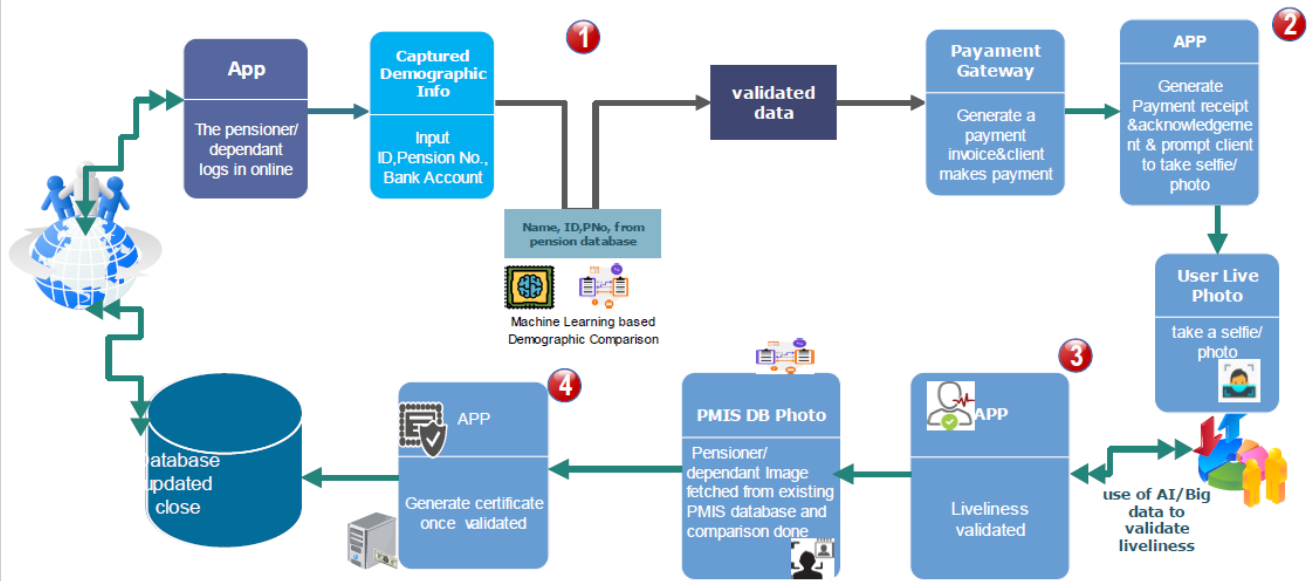 1
App
The pensioner/
dependant
logs in online
Captured
Demographic
Info
Input
ID,Pension No.,
Bank Account
Name, ID,PNo, from
pension database
Machine Learning based
Demographic Comparison
validated
data
Payament
Gateway
Generate a
payment
invoice&client
makes payment
2
APP
Generate
Payment receipt
&acknowledgeme
nt & prompt client
to take selfie/
photo
User Live
Photo
take a selfie/
photo
use of AI/Big
data to
validate
liveliness
3
APP
Liveliness
validated
PMIS DB Photo
Pensioner/
dependant Image
fetched from existing
PMIS database and
comparison done
4
APP
Generate certificate
once validated
atabase
updated
close